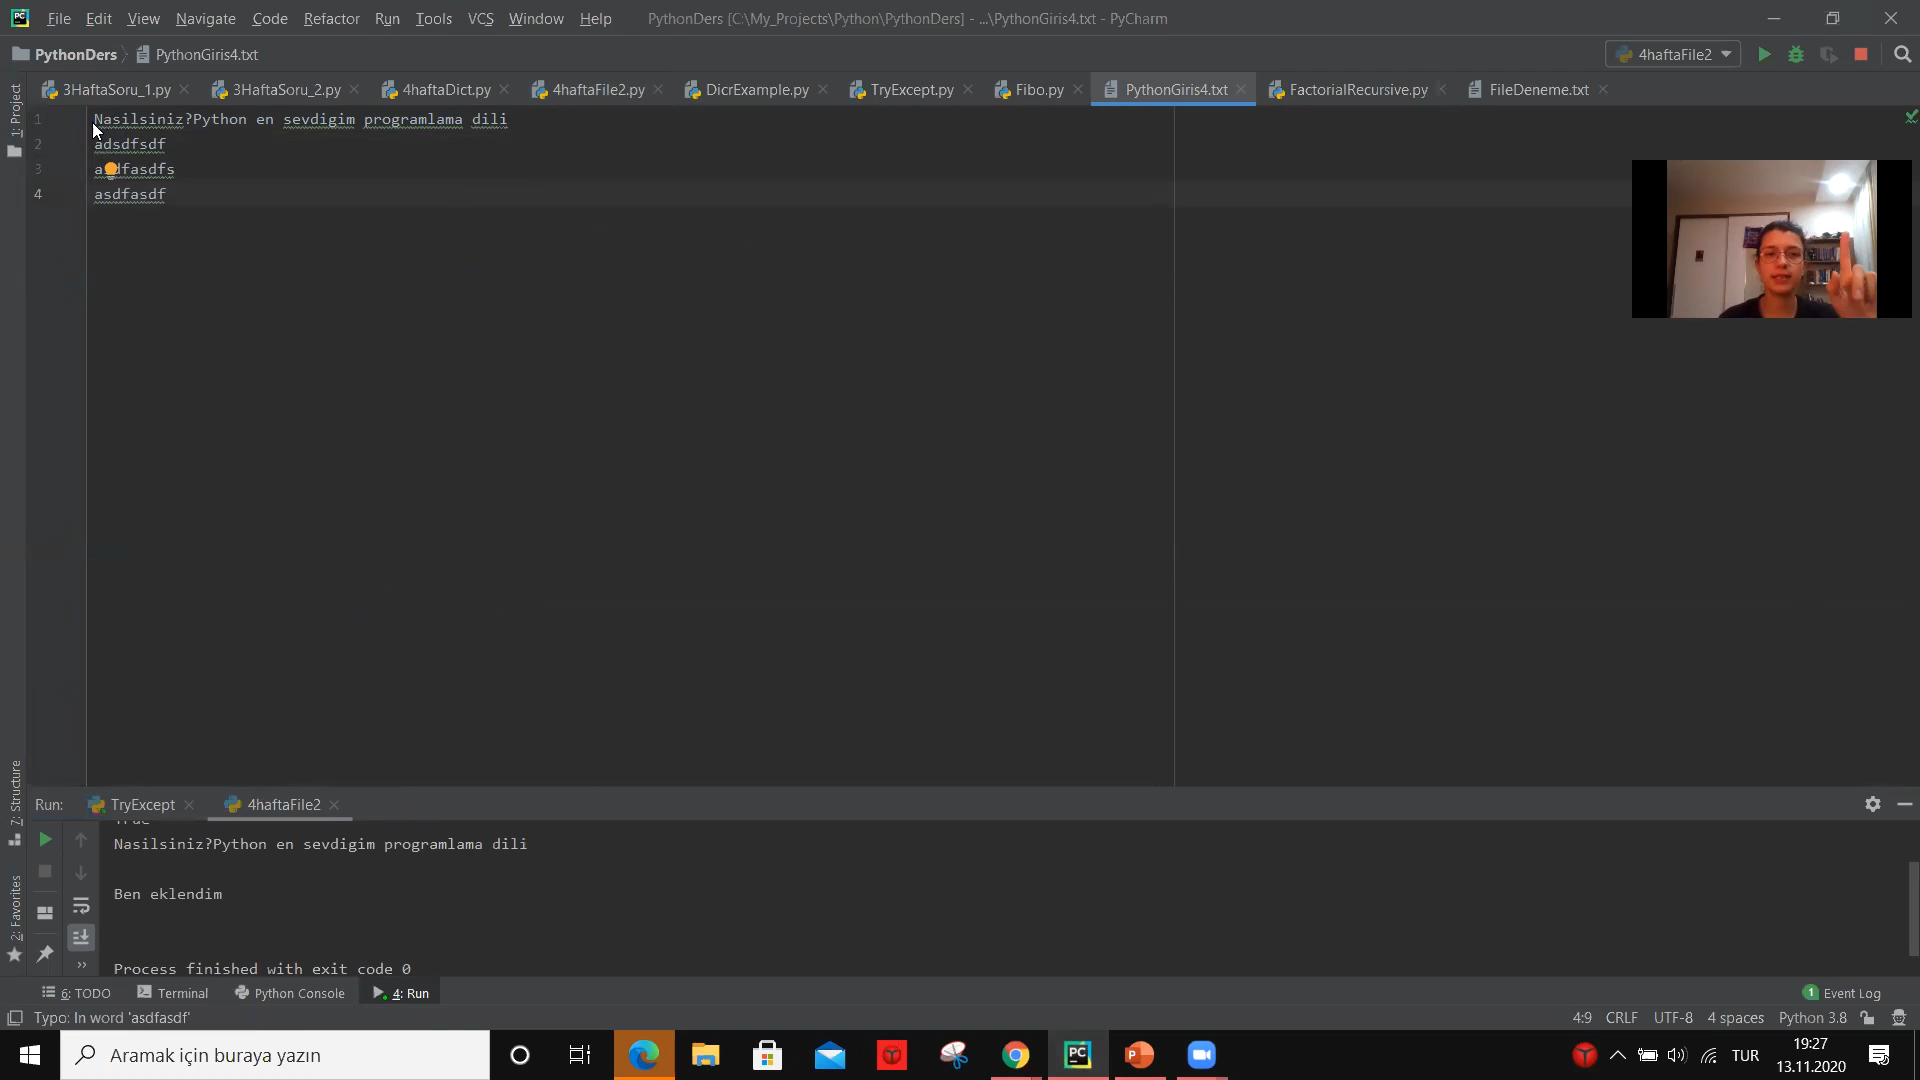 File Edit View Navigate Code Refactor Run Tools VCS Window Help PythonDers [C:\My_Projects\Python\PythonDers] - ...\PythonGiris4.txt - PyCharm
PythonDers PythonGiris4.txt 4haftaFile2
3HaftaSoru_1.py 3HaftaSoru_2.py 4haftaDict.py 4haftaFile2.py DicrExample.py TryExcept.py Fibo.py PythonGiris4.txt FactorialRecursive.py FileDeneme.txt
1: Project
1 Nasilsiniz?Python en sevdigim programlama dili
2 adsdfsdf
3
4 asdfasdf
7: Structure
2: Favorites
Run: TryExcept 4haftaFile2
Nasilsiniz?Python en sevdigim programlama dili
Ben eklendim
Process finished with exit code 0
6: TODO Terminal Python Console 4: Run 1 Event Log
Typo: In word 'asdfasdf' 4:9 CRLF UTF-8 4 spaces Python 3.8
Aramak için buraya yazın TUR 19:27
13.11.2020